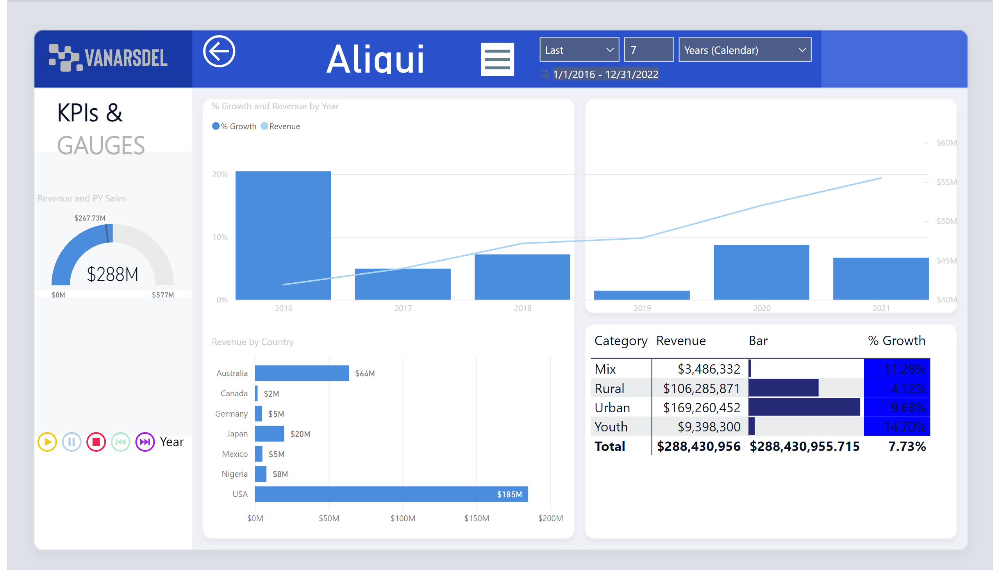 VANARSDEL
Aliqui
Last
7
Years (Calendar)
1/1/2016 - 12/31/2022
KPIs &
GAUGES
Revenue and PY Sales
$267.73M
$288M
$0M
$577M
Year
% Growth and Revenue by Year
% Growth Revenue
20%
10%
0%
$60M
$55M
$50M
$45M
$40M
2016 2017 2018 2019 2020 2021
Revenue by Country
Australia $64M
Canada $2M
Germany $5M
Japan $20M
Mexico $5M
Nigeria $8M
USA $185M
$0M $50M $100M $150M $200M
Category Revenue Bar % Growth
Mix $3,486,332 11.28%
Rural $106,285,871 4.12%
Urban $169,260,452 9.68%
Youth $9,398,300 14.70%
Total $288,430,956 $288,430,955.715 7.73%